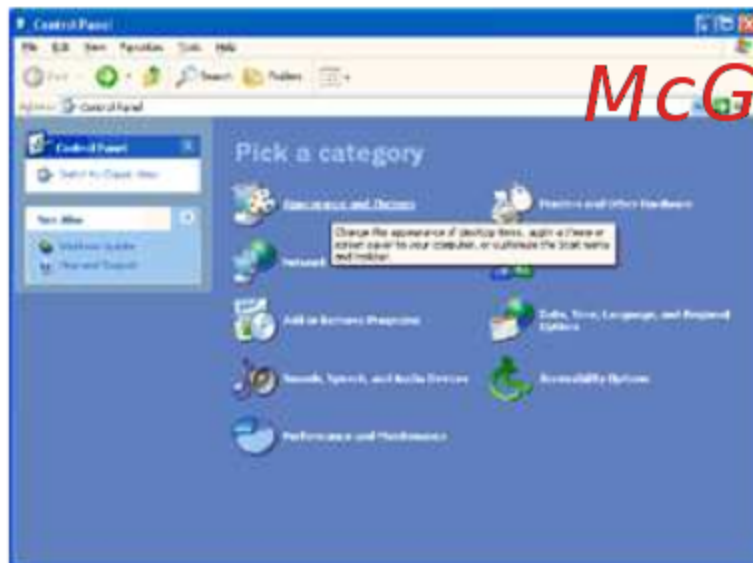 Control Panel
File Edit View Favorites Tools Help
Search Folders
Control Panel
McG
Control Panel
Switch to Classic View
Pick a category
Appearance and Themes
Printers and Other Hardware
See Also
Windows Update
Help and Support
Change the appearance of desktop items, apply a theme or
screen saver to your computer, or customize the Start menu
and taskbar.
Network
Add or Remove Programs
Date, Time, Language, and Regional
Options
Sounds, Speech, and Audio Devices
Accessibility Options
Performance and Maintenance